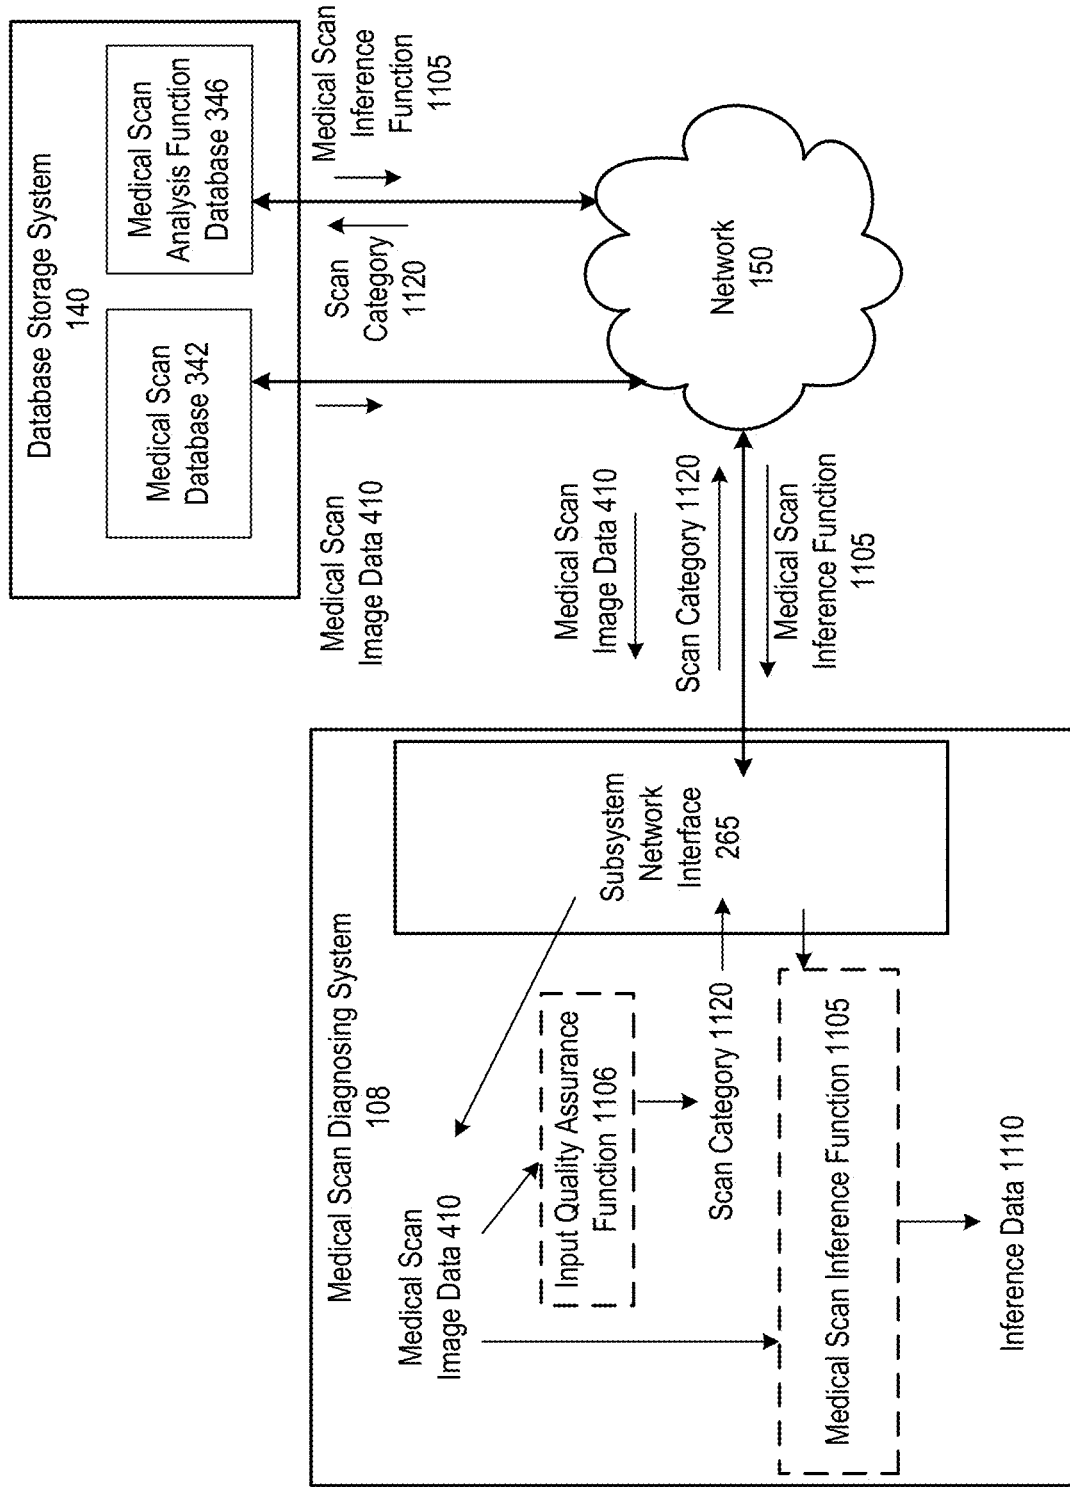 Medical Scan Diagnosing System
108
Medical Scan
Image Data 410
Input Quality Assurance
Function 1106
Scan Category 1120
Medical Scan Inference Function 1105
Inference Data 1110
Subsystem
Network
Interface
265
Medical Scan
Image Data 410
Scan Category 1120
Medical Scan
Inference Function
1105
Database Storage System
140
Medical Scan
Database 342
Medical Scan
Analysis Function
Database 346
Medical Scan
Image Data 410
Scan
Category
1120
Medical Scan
Inference
Function
1105
Network
150